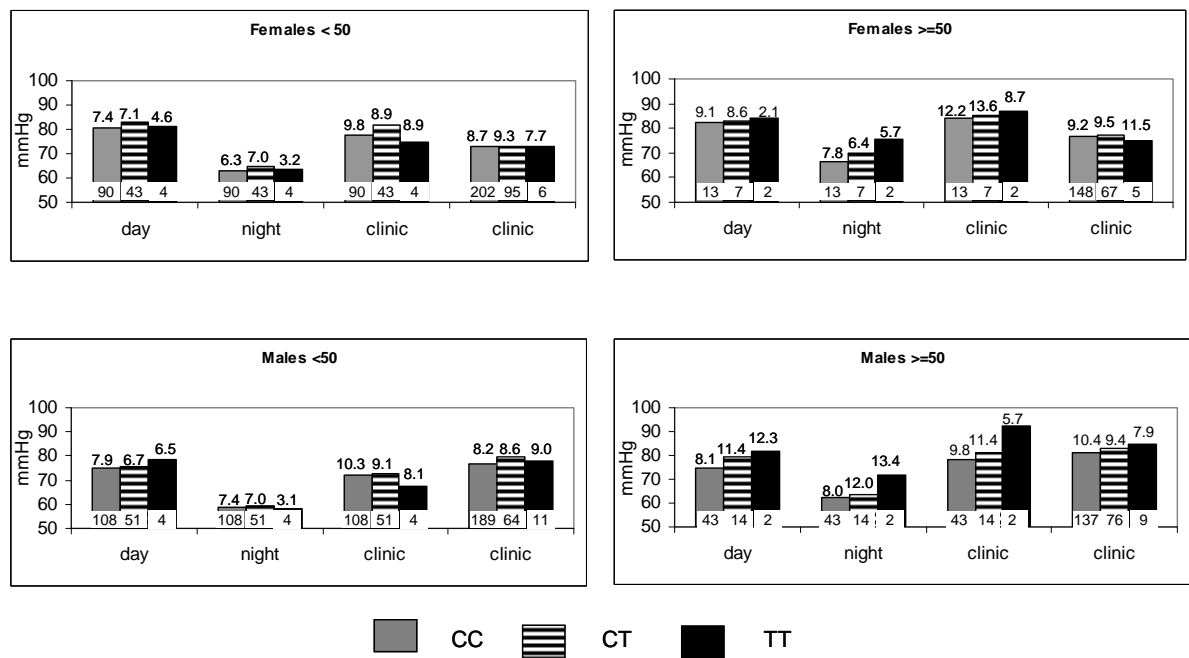 Females < 50
100
90
80
70
60
50
mmHg
7.4 7.1 4.6
6.3 7.0 3.2
9.8 8.9 8.9
8.7 9.3 7.7
90 43 4
90 43 4
90 43 4
202 95 6
day night clinic clinic
Females >=50
100
90
80
70
60
50
mmHg
9.1 8.6 2.1
7.8 6.4 5.7
12.2 13.6 8.7
9.2 9.5 11.5
13 7 2
13 7 2
13 7 2
148 67 5
day night clinic clinic
Males <50
100
90
80
70
60
50
mmHg
7.9 6.7 6.5
7.4 7.0 3.1
10.3 9.1 8.1
8.2 8.6 9.0
108 51 4
108 51 4
108 51 4
189 64 11
day night clinic clinic
Males >=50
100
90
80
70
60
50
mmHg
8.1 11.4 12.3
8.0 12.0 13.4
9.8 11.4 5.7
10.4 9.4 7.9
43 14 2
43 14 2
43 14 2
137 76 9
day night clinic clinic
CC CT TT